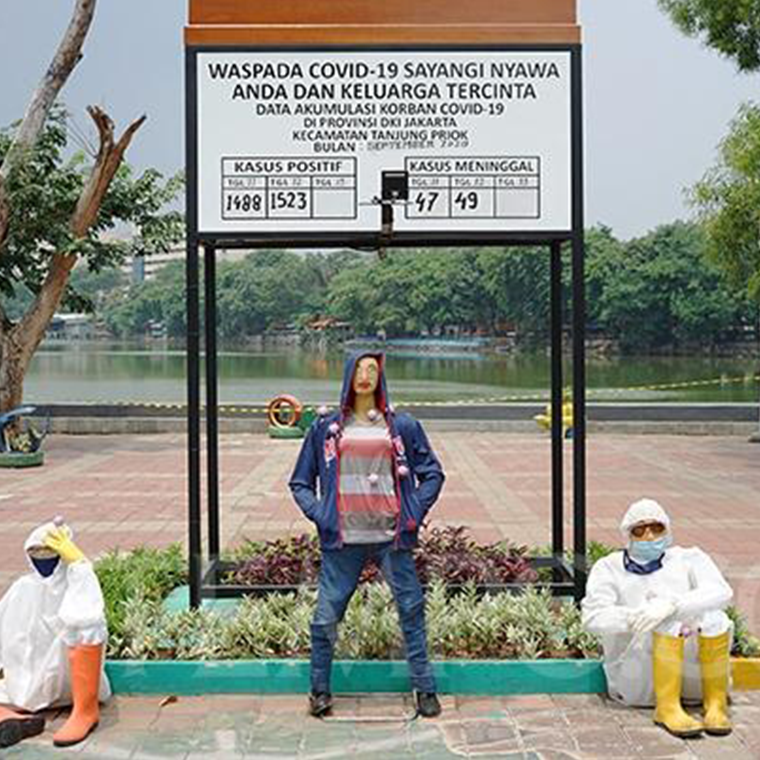 WASPADA COVID-19 SAYANGI NYAWA
ANDA DAN KELUARGA TERCINTA
DATA AKUMULASI KORBAN COVID-19
DI PROVINSI DKI JAKARTA
KECAMATAN TANJUNG PRIOK
BULAN : SEPTEMBER 2020
KASUS POSITIF KASUS MENINGGAL
1488 1523 47 49